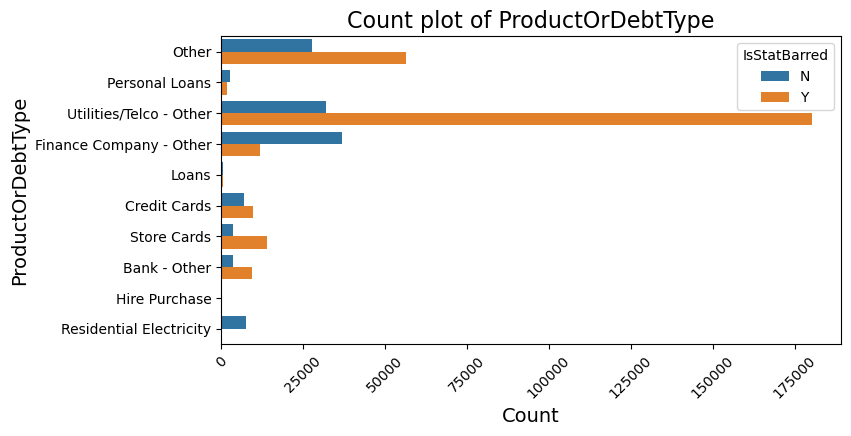 Count plot of ProductOrDebtType
IsStatBarred
N
Y
ProductOrDebtType
Other
Personal Loans
Utilities/Telco - Other
Finance Company - Other
Loans
Credit Cards
Store Cards
Bank - Other
Hire Purchase
Residential Electricity
0
25000
50000
75000
100000
125000
150000
175000
Count